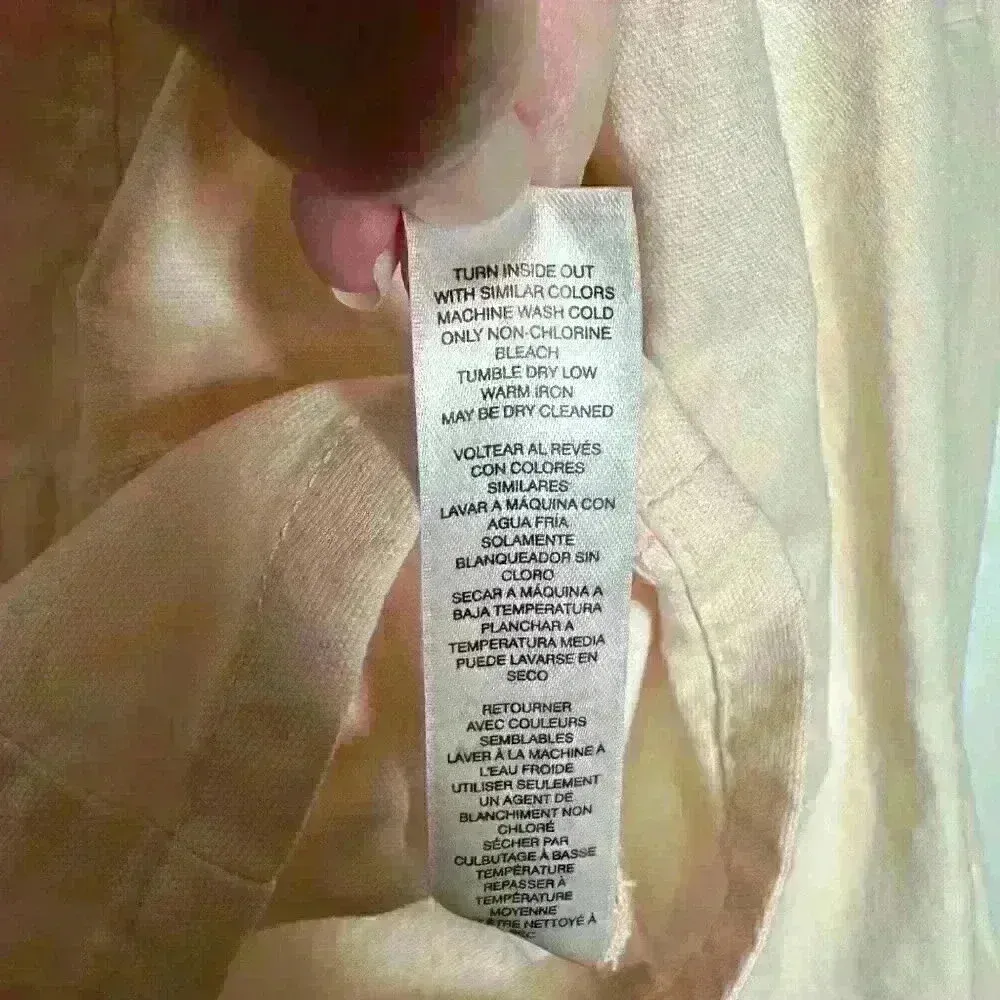 TURN INSIDE OUT
WITH SIMILAR COLORS
MACHINE WASH COLD
ONLY NON-CHLORINE
BLEACH
TUMBLE DRY LOW
WARM IRON
MAY BE DRY CLEANED
VOLTEAR AL REVÉS
CON COLORES
SIMILARES
LAVAR A MÁQUINA CON
AGUA FRÍA
SOLAMENTE
BLANQUEADOR SIN
CLORO
SECAR A MÁQUINA A
BAJA TEMPERATURA
PLANCHAR A
TEMPERATURA MEDIA
PUEDE LAVARSE EN
SECO
RETOURNER
AVEC COULEURS
SEMBLABLES
LAVER À LA MACHINE À
L'EAU FROIDE
UTILISER SEULEMENT
UN AGENT DE
BLANCHIMENT NON
CHLORÉ
SÉCHER PAR
CULBUTAGE À BASSE
TEMPÉRATURE
REPASSER À
TEMPÉRATURE
MOYENNE
ÊTRE NETTOYÉ À